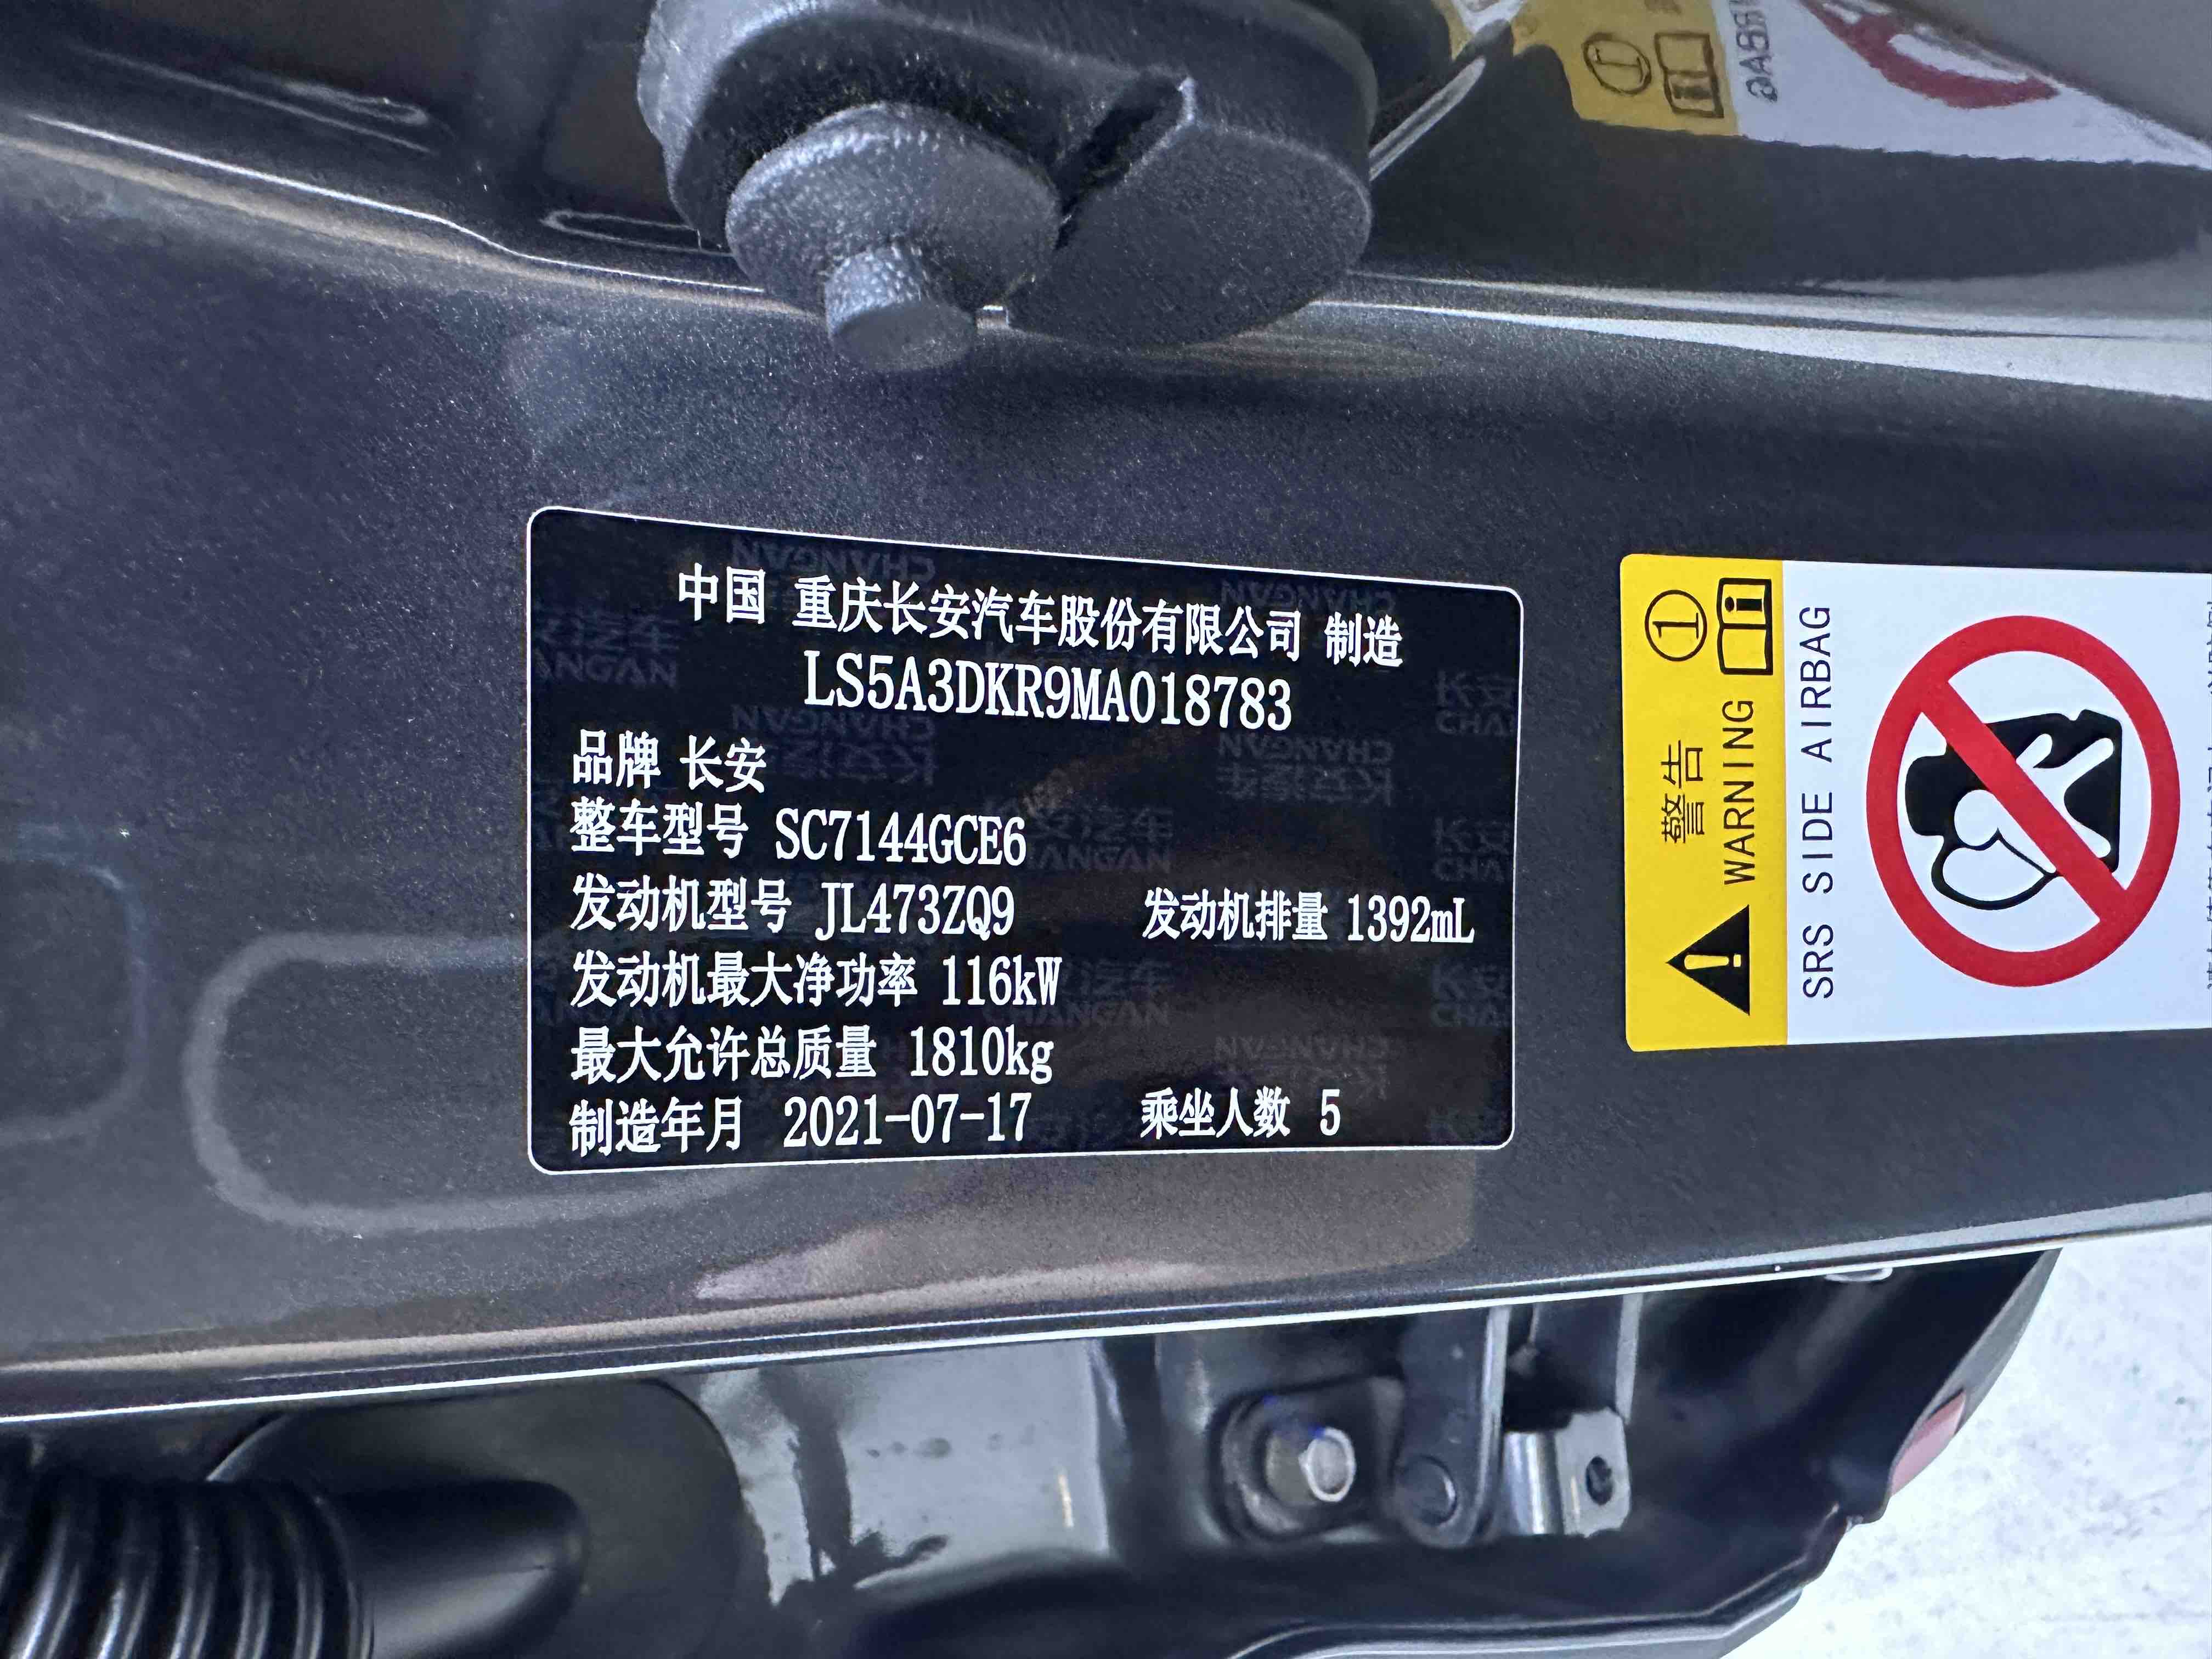 中国 重庆长安汽车股份有限公司 制造
LS5A3DKR9MA018783
品牌 长安
整车型号 SC7144GCE6
发动机型号 JL473ZQ9 发动机排量 1392mL
发动机最大净功率 116kW
最大允许总质量 1810kg
制造年月 2021-07-17 乘坐人数 5
警告
WARNING
SRS SIDE AIRBAG